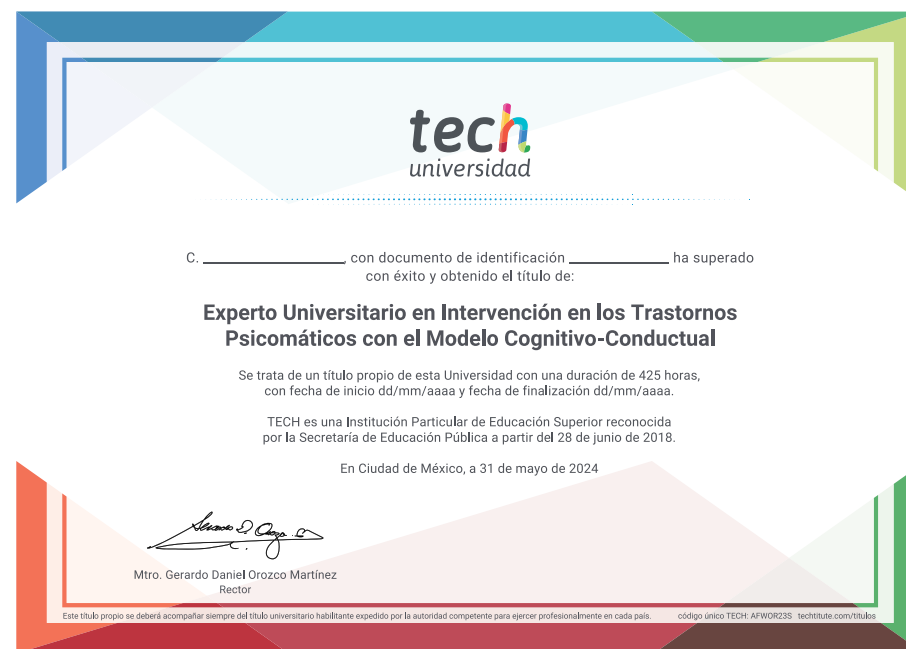 tech
universidad
C. ____________, con documento de identificación ____________ ha superado
con éxito y obtenido el título de:
Experto Universitario en Intervención en los Trastornos
Psicomáticos con el Modelo Cognitivo-Conductual
Se trata de un título propio de esta Universidad con una duración de 425 horas,
con fecha de inicio dd/mm/aaaa y fecha de finalización dd/mm/aaaa.
TECH es una Institución Particular de Educación Superior reconocida
por la Secretaría de Educación Pública a partir del 28 de junio de 2018.
En Ciudad de México, a 31 de mayo de 2024
Mtro. Gerardo Daniel Orozco Martínez
Rector
Este título propio se deberá acompañar siempre del título universitario habilitante expedido por la autoridad competente para ejercer profesionalmente en cada país. código único TECH: AFWOR23S techtitute.com/titulos